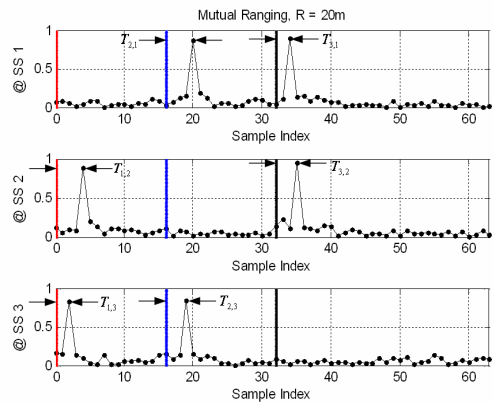 Mutual Ranging, R = 20m
@ SS 1
1
0.5
0
T2,1
T3,1
0 10 20 30 40 50 60
Sample Index
@ SS 2
1
0.5
0
T1,2
T3,2
0 10 20 30 40 50 60
Sample Index
@ SS 3
1
0.5
0
T1,3
T2,3
0 10 20 30 40 50 60
Sample Index